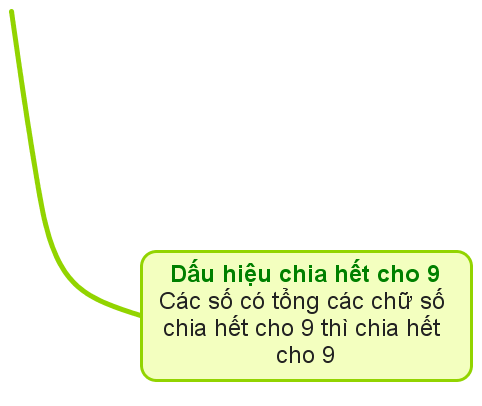 Dấu hiệu chia hết cho 9
Các số có tổng các chữ số
chia hết cho 9 thì chia hết
cho 9